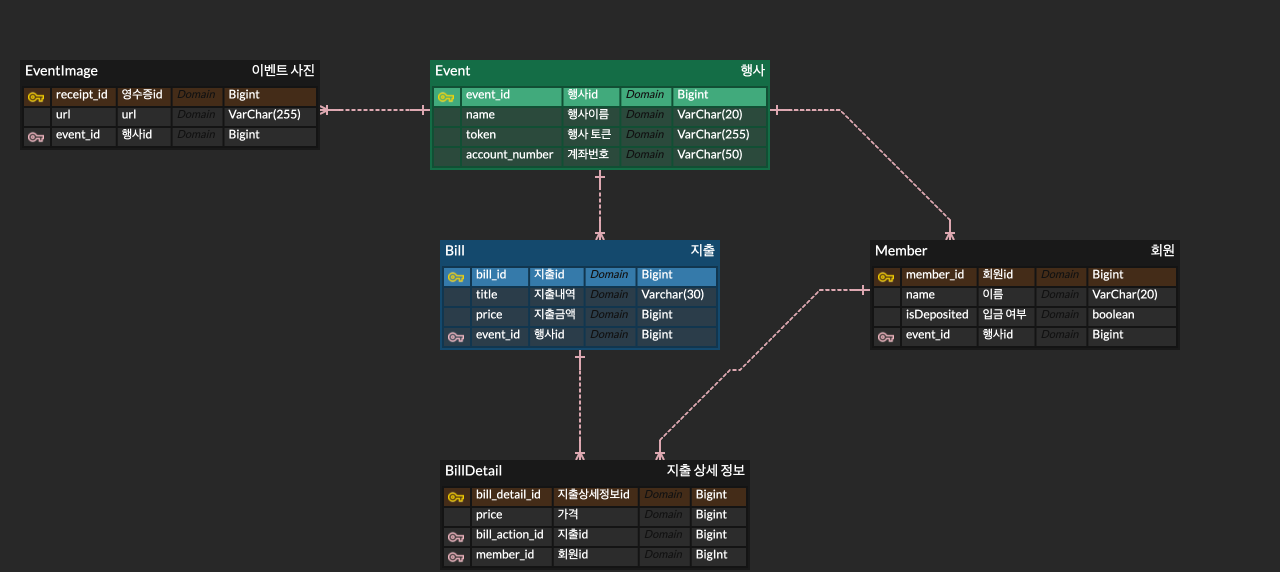 EventImage 이벤트 사진
receipt_id 영수증id Domain Bigint
url url Domain VarChar(255)
event_id 행사id Domain Bigint
Event 행사
event_id 행사id Domain Bigint
name 행사이름 Domain VarChar(20)
token 행사 토큰 Domain VarChar(255)
account_number 계좌번호 Domain VarChar(50)
Bill 지출
bill_id 지출id Domain Bigint
title 지출내역 Domain Varchar(30)
price 지출금액 Domain Bigint
event_id 행사id Domain Bigint
Member 회원
member_id 회원id Domain Bigint
name 이름 Domain VarChar(20)
isDeposited 입금 여부 Domain boolean
event_id 행사id Domain Bigint
BillDetail 지출 상세 정보
bill_detail_id 지출상세정보id Domain Bigint
price 가격 Domain Bigint
bill_action_id 지출id Domain Bigint
member_id 회원id Domain BigInt